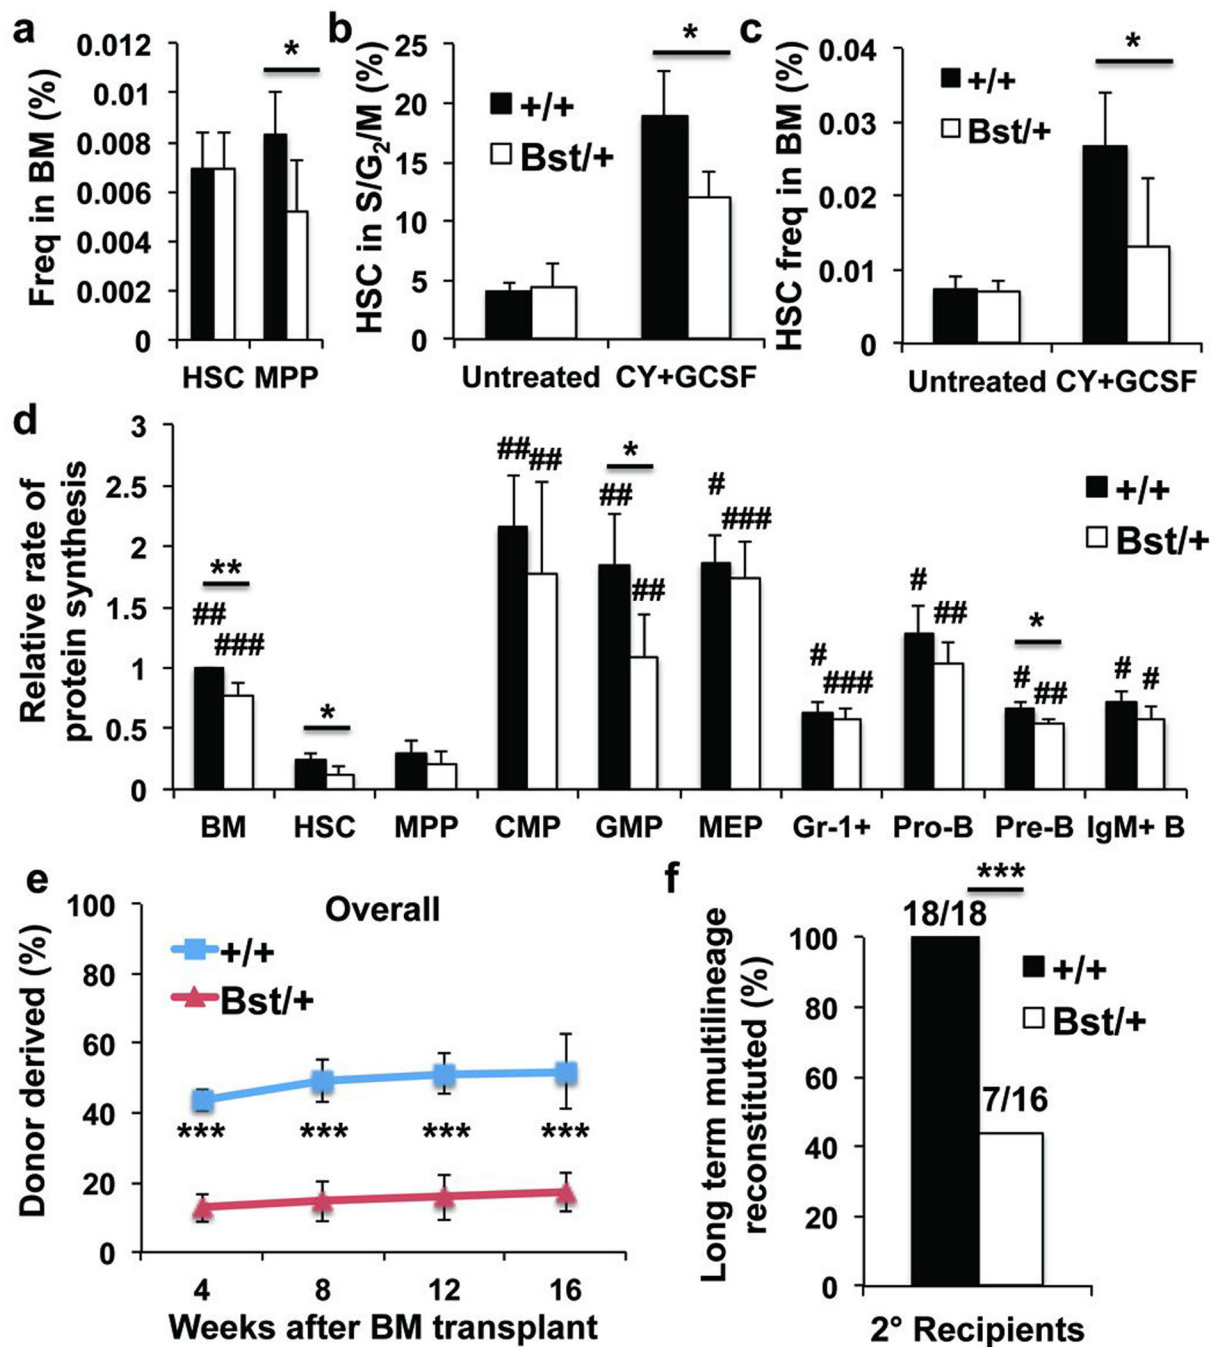 a
Freq in BM (%)
0.012
0.01
0.008
0.006
0.004
0.002
0
*
HSC MPP
b
HSC in S/G₂/M (%)
25
20
15
10
5
0
*
+/+
Bst/+
Untreated CY+GCSF
c
HSC freq in BM (%)
0.04
0.03
0.02
0.01
0
*
+/+
Bst/+
Untreated CY+GCSF
d
Relative rate of
protein synthesis
3
2.5
2
1.5
1
0.5
0
**
##
###
*
##
##
*
##
##
#
###
#
###
#
##
*
#
##
#
#
+/+
Bst/+
BM HSC MPP CMP GMP MEP Gr-1+ Pro-B Pre-B IgM+ B
e
Overall
Donor derived (%)
100
80
60
40
20
0
+/+
Bst/+
*** *** *** ***
4 8 12 16
Weeks after BM transplant
f
Long term multilineage
reconstituted (%)
100
80
60
40
20
0
***
18/18
7/16
+/+
Bst/+
2° Recipients